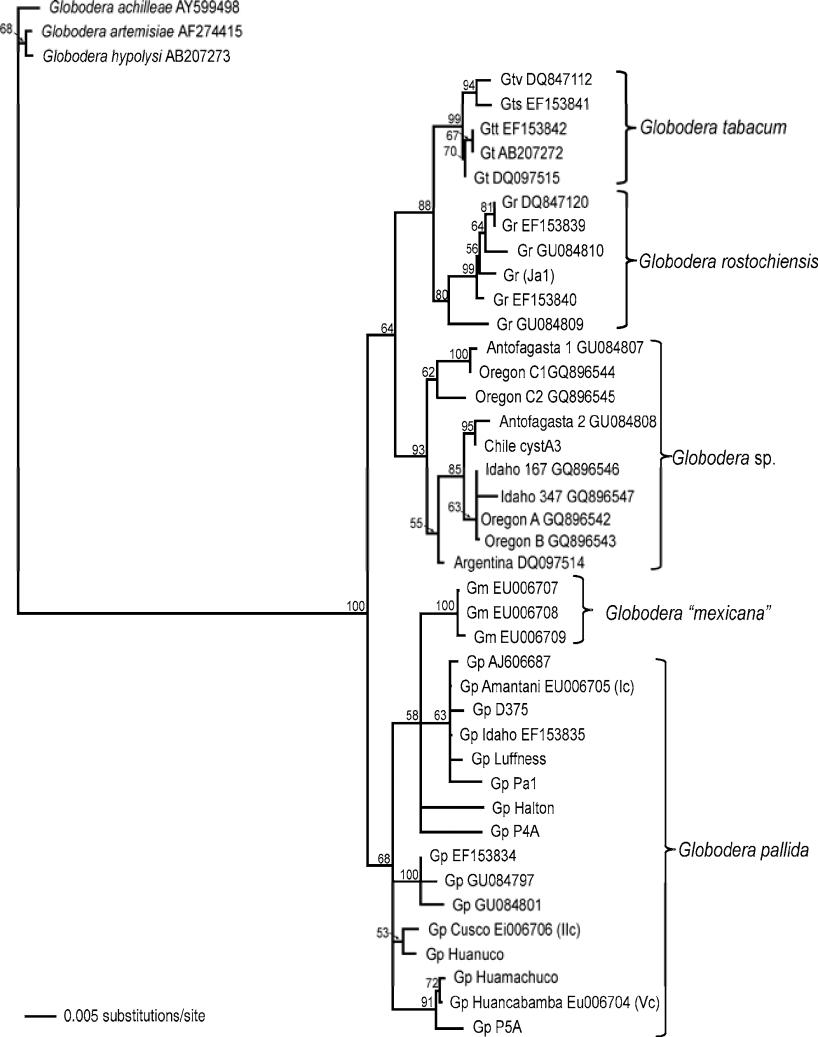 Globodera achilleae AY599498
68
Globodera artemisiae AF274415
Globodera hypolysi AB207273
94
Gtv DQ847112
Gts EF153841
99
Gtt EF153842
67
Globodera tabacum
70
Gt AB207272
Gt DQ097515
88
81
Gr DQ847120
64
Gr EF153839
56
Gr GU084810
Globodera rostochiensis
99
Gr (Ja1)
80
Gr EF153840
Gr GU084809
64
100
Antofagasta 1 GU084807
62
Oregon C1GQ896544
Oregon C2 GQ896545
95
Antofagasta 2 GU084808
93
Chile cystA3
Globodera sp.
85
Idaho 167 GQ896546
63
Idaho 347 GQ896547
55
Oregon A GQ896542
Oregon B GQ896543
Argentina DQ097514
100
100
Gm EU006707
Gm EU006708
Globodera “mexicana”
Gm EU006709
58
63
Gp AJ606687
Gp Amantani EU006705 (Ic)
Gp D375
Gp Idaho EF153835
Gp Luffness
Gp Pa1
Gp Halton
Gp P4A
68
Globodera pallida
100
Gp EF153834
Gp GU084797
Gp GU084801
53
Gp Cusco Ei006706 (IIc)
Gp Huanuco
72
Gp Huamachuco
91
Gp Huancabamba Eu006704 (Vc)
Gp P5A
0.005 substitutions/site